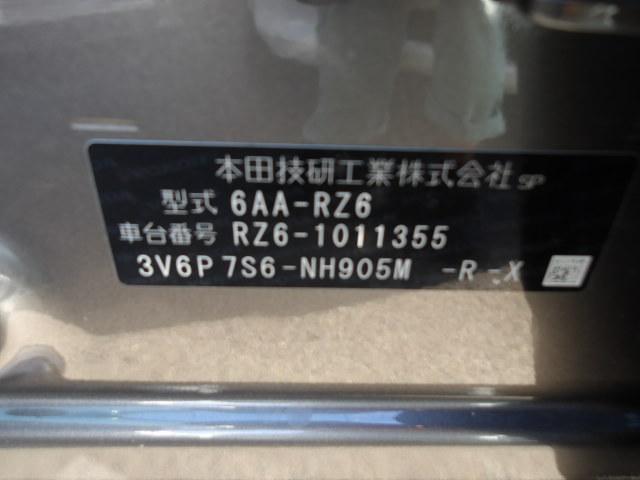 本田技研工業株式会社 SP
型式 6AA-RZ6
車台番号 RZ6-1011355
3V6P 7S6-NH905M -R -X